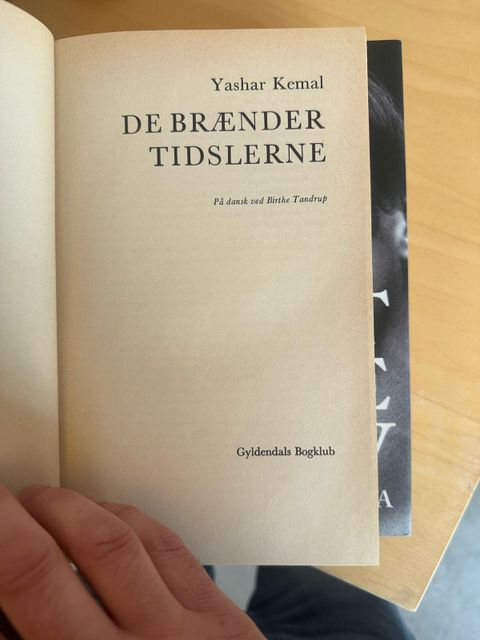 Yashar Kemal
DE BRÆNDER
TIDSLERNE
På dansk ved Birthe Tandrup
Gyldendals Bogklub
E
V
A